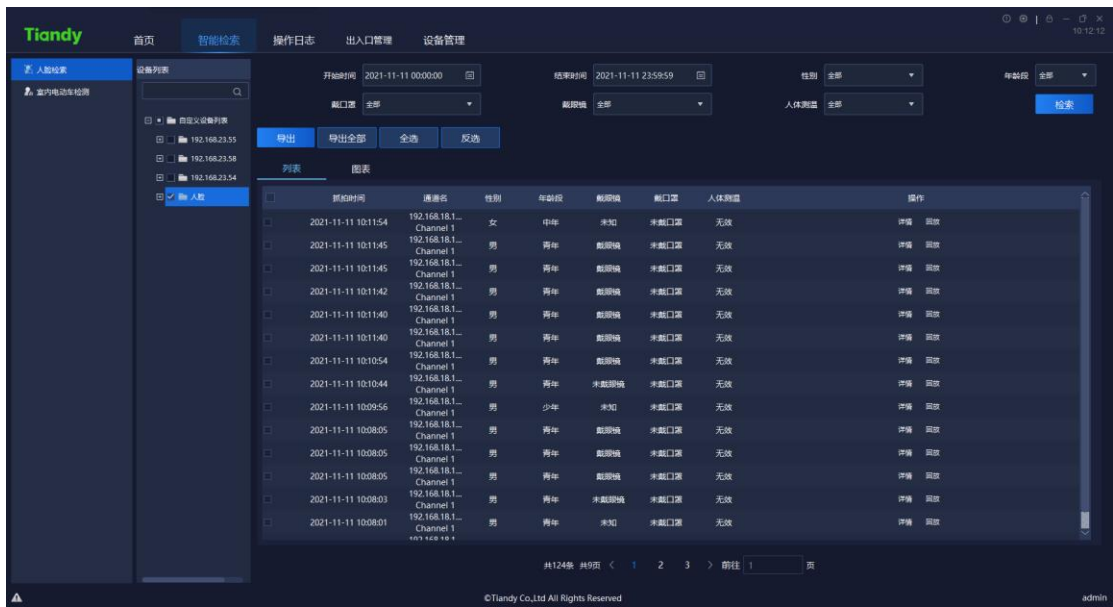 10:12:12
Tiandy 首页 智能检索 操作日志 出入口管理 设备管理
人脸检索
室内电动车检测
设备列表
自定义设备列表
192.168.23.55
192.168.23.58
192.168.23.54
人脸
开始时间 2021-11-11 00:00:00 结束时间 2021-11-11 23:59:59 性别 全部 年龄段 全部
戴口罩 全部 戴眼镜 全部 人体测温 全部 检索
导出 导出全部 全选 反选
列表 图表
抓拍时间 通道名 性别 年龄段 戴眼镜 戴口罩 人体测温 操作
2021-11-11 10:11:54 192.168.18.1... Channel 1 女 中年 未知 未戴口罩 无效 详情 回放
2021-11-11 10:11:45 192.168.18.1... Channel 1 男 青年 戴眼镜 未戴口罩 无效 详情 回放
2021-11-11 10:11:45 192.168.18.1... Channel 1 男 青年 戴眼镜 未戴口罩 无效 详情 回放
2021-11-11 10:11:42 192.168.18.1... Channel 1 男 青年 戴眼镜 未戴口罩 无效 详情 回放
2021-11-11 10:11:40 192.168.18.1... Channel 1 男 青年 戴眼镜 未戴口罩 无效 详情 回放
2021-11-11 10:11:40 192.168.18.1... Channel 1 男 青年 戴眼镜 未戴口罩 无效 详情 回放
2021-11-11 10:10:54 192.168.18.1... Channel 1 男 青年 戴眼镜 未戴口罩 无效 详情 回放
2021-11-11 10:10:44 192.168.18.1... Channel 1 男 青年 未戴眼镜 未戴口罩 无效 详情 回放
2021-11-11 10:09:56 192.168.18.1... Channel 1 男 少年 未知 未戴口罩 无效 详情 回放
2021-11-11 10:08:05 192.168.18.1... Channel 1 男 青年 戴眼镜 未戴口罩 无效 详情 回放
2021-11-11 10:08:05 192.168.18.1... Channel 1 男 青年 戴眼镜 未戴口罩 无效 详情 回放
2021-11-11 10:08:05 192.168.18.1... Channel 1 男 青年 戴眼镜 未戴口罩 无效 详情 回放
2021-11-11 10:08:03 192.168.18.1... Channel 1 男 青年 未戴眼镜 未戴口罩 无效 详情 回放
2021-11-11 10:08:01 192.168.18.1... Channel 1 男 青年 未知 未戴口罩 无效 详情 回放
共124条 共9页 1 2 3 前往 1 页
©Tiandy Co.,Ltd All Rights Reserved admin